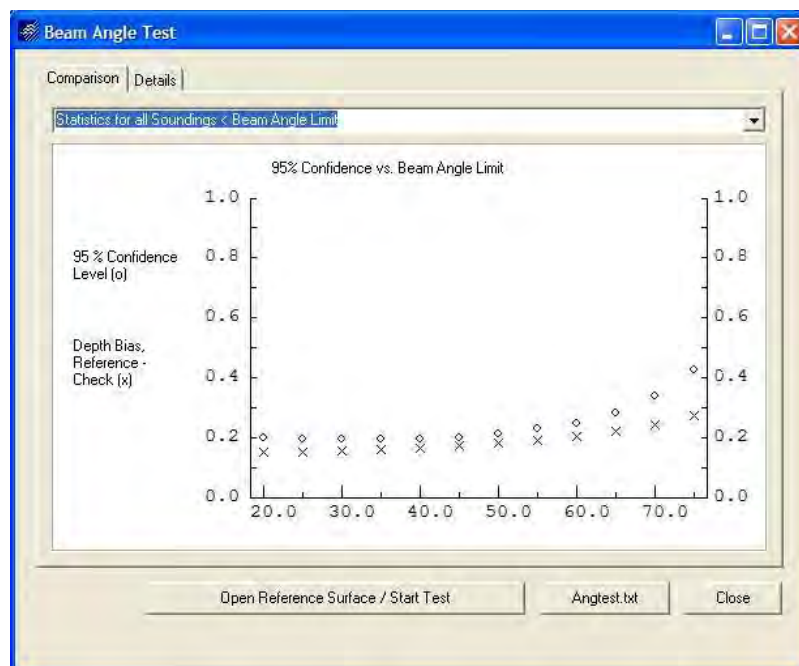 Beam Angle Test
Comparison
Details
Statistics for all Soundings < Beam Angle Limit
95% Confidence vs. Beam Angle Limit
1.0 1.0
95 % Confidence
Level (o)
0.8 0.8
0.6 0.6
Depth Bias,
Reference -
Check (x)
0.4 0.4
0.2 0.2
0.0 0.0
20.0 30.0 40.0 50.0 60.0 70.0
Open Reference Surface / Start Test
Angtest.txt
Close